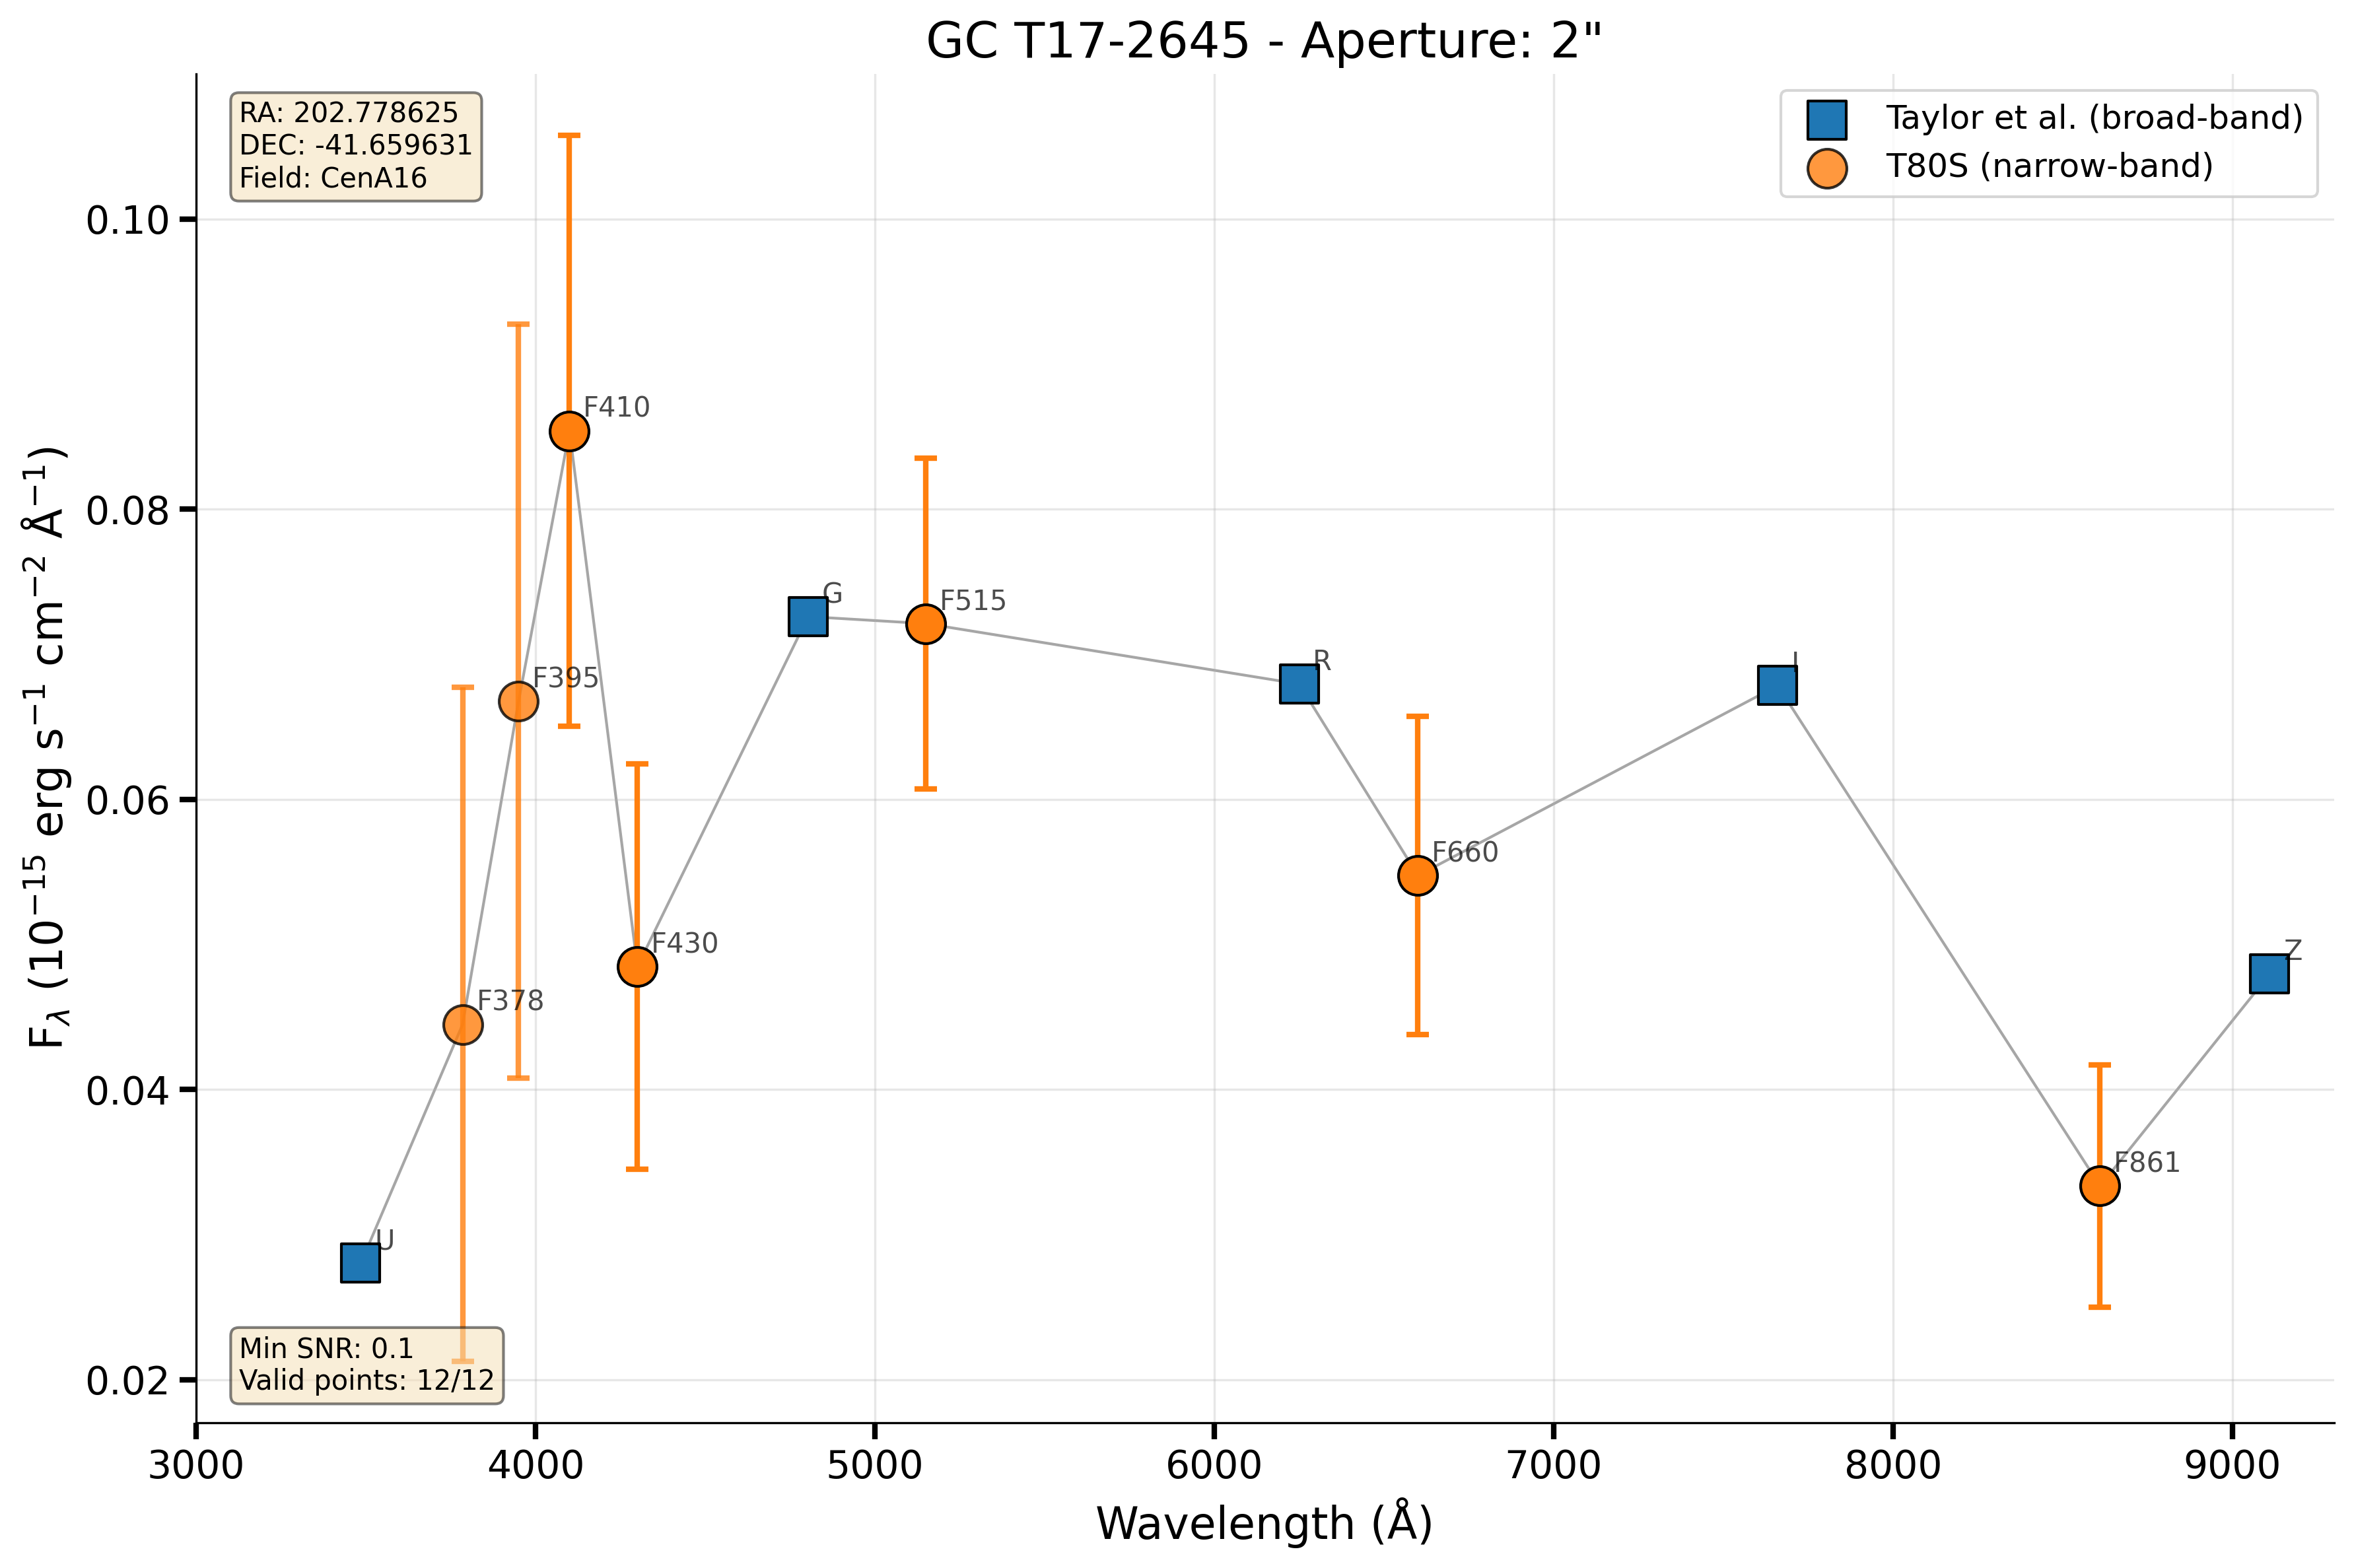 GC T17-2645 - Aperture: 2"
RA: 202.778625
DEC: -41.659631
Field: CenA16
Taylor et al. (broad-band)
T80S (narrow-band)
F410
G
F515
F395
R
I
F660
F430
F378
Z
F861
U
Min SNR: 0.1
Valid points: 12/12
0.10
0.08
0.06
0.04
0.02
F_λ (10⁻¹⁵ erg s⁻¹ cm⁻² Å⁻¹)
3000 4000 5000 6000 7000 8000 9000
Wavelength (Å)